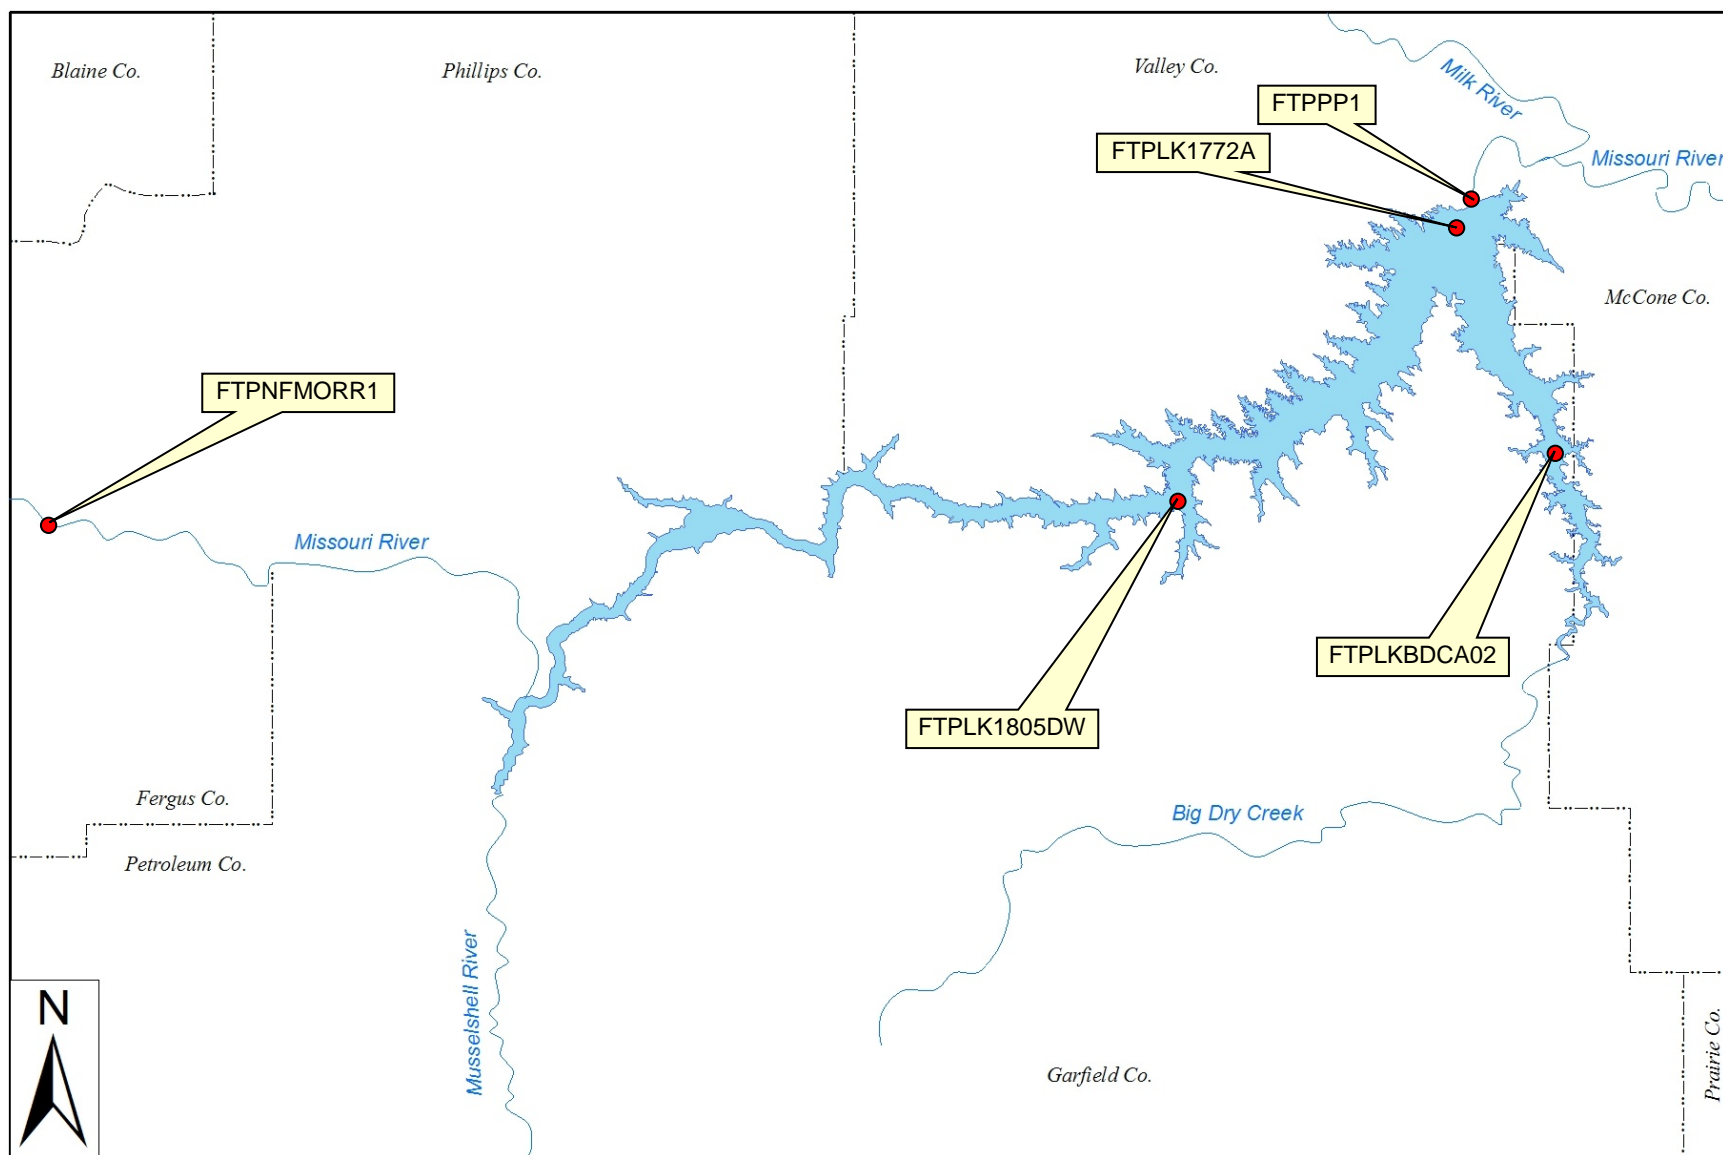 Blaine Co.
Phillips Co.
Valley Co.
Milk River
FTPPP1
FTPLK1772A
Missouri River
McCone Co.
FTPNFMORR1
Missouri River
FTPLKBDCA02
FTPLK1805DW
Fergus Co.
Big Dry Creek
Petroleum Co.
Musselshell River
N
Garfield Co.
Prairie Co.